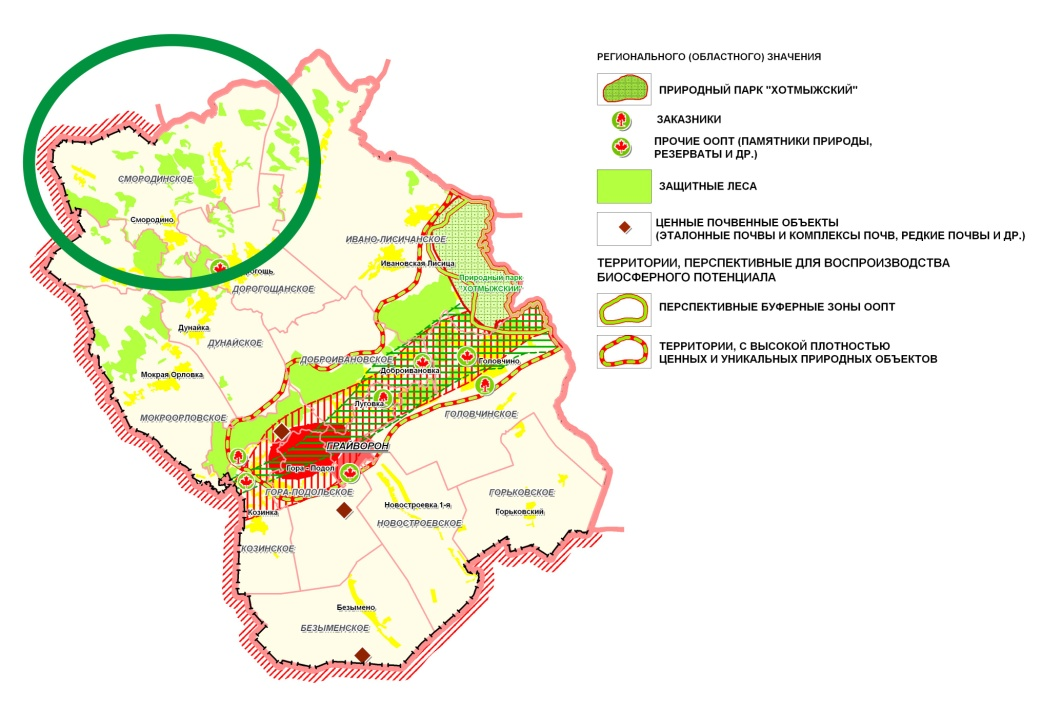 РЕГИОНАЛЬНОГО (ОБЛАСТНОГО) ЗНАЧЕНИЯ
ПРИРОДНЫЙ ПАРК "ХОТМЫЖСКИЙ"
ЗАКАЗНИКИ
ПРОЧИЕ ООПТ (ПАМЯТНИКИ ПРИРОДЫ,
РЕЗЕРВАТЫ И ДР.)
ЗАЩИТНЫЕ ЛЕСА
ЦЕННЫЕ ПОЧВЕННЫЕ ОБЪЕКТЫ
(ЭТАЛОННЫЕ ПОЧВЫ И КОМПЛЕКСЫ ПОЧВ, РЕДКИЕ ПОЧВЫ И ДР.)
ТЕРРИТОРИИ, ПЕРСПЕКТИВНЫЕ ДЛЯ ВОСПРОИЗВОДСТВА
БИОСФЕРНОГО ПОТЕНЦИАЛА
ПЕРСПЕКТИВНЫЕ БУФЕРНЫЕ ЗОНЫ ООПТ
ТЕРРИТОРИИ, С ВЫСОКОЙ ПЛОТНОСТЬЮ
ЦЕННЫХ И УНИКАЛЬНЫХ ПРИРОДНЫХ ОБЪЕКТОВ
СМОРОДИНСКОЕ
Смородино
ИВАНО-ЛИСИЧАНСКОЕ
Ивановская Лисица
Природный парк
"ХОТМЫЖСКИЙ"
ДОРОГОЩАНСКОЕ
Дунайка
ДУНАЙСКОЕ
ДОБРОИВАНОВСКОЕ
Доброивановка
Головчино
Мокрая Орловка
МОКРООРЛОВСКОЕ
Луговка
ГОЛОВЧИНСКОЕ
ГРАЙВОРОН
Гора - Подол
ГОРА-ПОДОЛЬСКОЕ
ГОРЬКОВСКОЕ
Новостроевка 1-я
Горьковский
Козинка
НОВОСТРОЕВСКОЕ
КОЗИНСКОЕ
Безымено
БЕЗЫМЕНСКОЕ